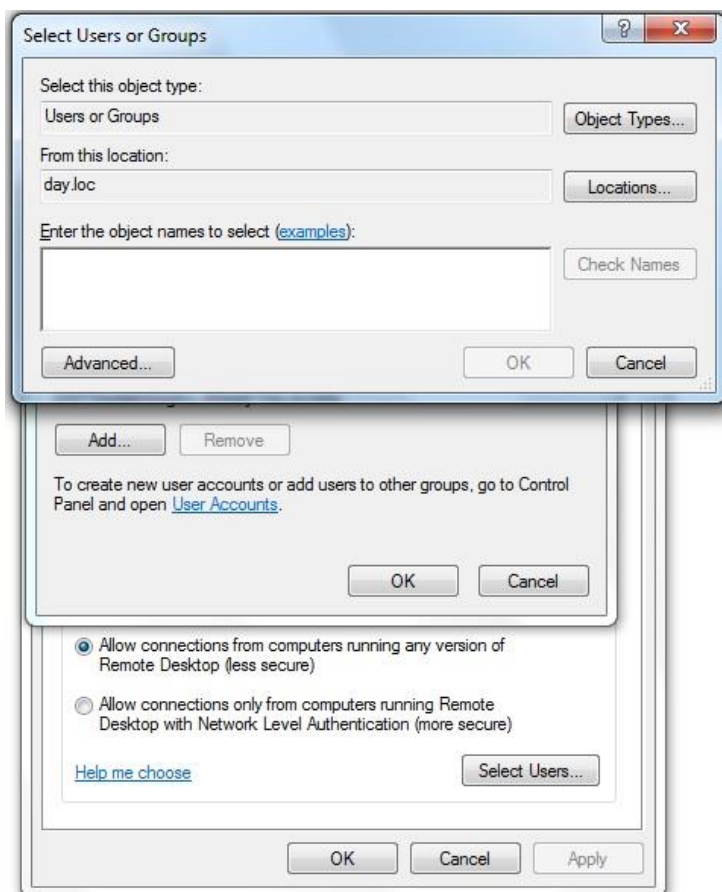 Select Users or Groups
Select this object type:
Users or Groups
Object Types...
From this location:
day.loc
Locations...
Enter the object names to select (examples):
Check Names
Advanced...
OK
Cancel
Add...
Remove
To create new user accounts or add users to other groups, go to Control
Panel and open User Accounts.
OK
Cancel
Allow connections from computers running any version of
Remote Desktop (less secure)
Allow connections only from computers running Remote
Desktop with Network Level Authentication (more secure)
Help me choose
Select Users...
OK
Cancel
Apply